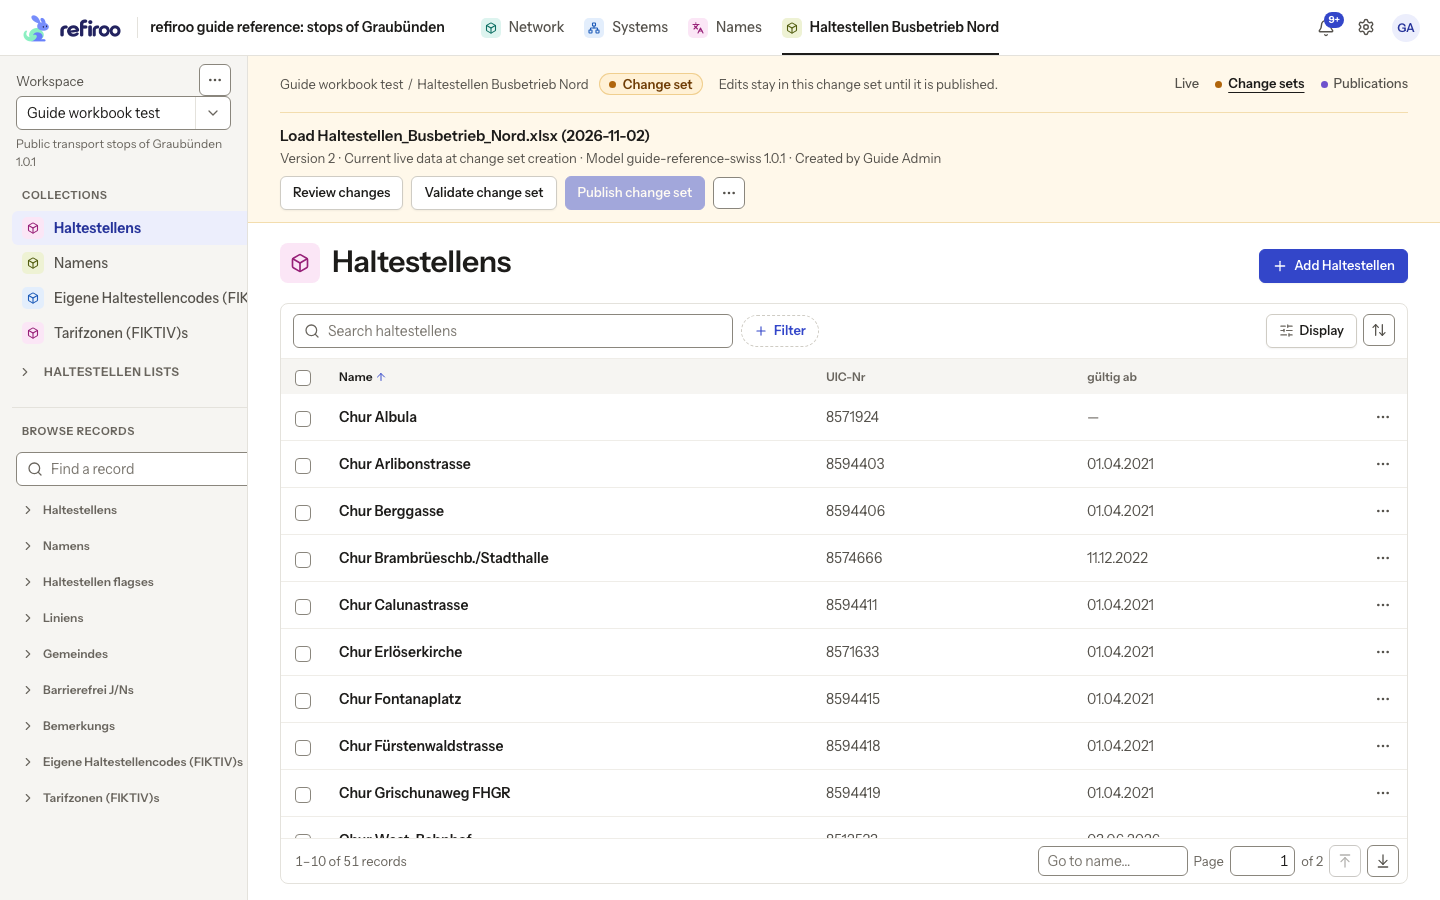 refiroo
refiroo guide reference: stops of Graubünden
Network
Systems
Names
Haltestellen Busbetrieb Nord
9+
GA
Workspace
Guide workbook test
Public transport stops of Graubünden
1.0.1
COLLECTIONS
Haltestellens
Namens
Eigene Haltestellencodes (FIK
Tarifzonen (FIKTIV)s
HALTESTELLEN LISTS
BROWSE RECORDS
Find a record
Haltestellens
Namens
Haltestellen flagses
Liniens
Gemeindes
Barrierefrei J/Ns
Bemerkungs
Eigene Haltestellencodes (FIKTIV)s
Tarifzonen (FIKTIV)s
Guide workbook test / Haltestellen Busbetrieb Nord
Change set
Edits stay in this change set until it is published.
Live
Change sets
Publications
Load Haltestellen_Busbetrieb_Nord.xlsx (2026-11-02)
Version 2 · Current live data at change set creation · Model guide-reference-swiss 1.0.1 · Created by Guide Admin
Review changes
Validate change set
Publish change set
Haltestellens
+ Add Haltestellen
Search haltestellens
+ Filter
Display
Name ↑ UIC-Nr gültig ab
Chur Albula 8571924 —
Chur Arlibonstrasse 8594403 01.04.2021
Chur Berggasse 8594406 01.04.2021
Chur Brambrüeschb./Stadthalle 8574666 11.12.2022
Chur Calunastrasse 8594411 01.04.2021
Chur Erlöserkirche 8571633 01.04.2021
Chur Fontanaplatz 8594415 01.04.2021
Chur Fürstenwaldstrasse 8594418 01.04.2021
Chur Grischunaweg FHGR 8594419 01.04.2021
1–10 of 51 records
Go to name...
Page 1 of 2